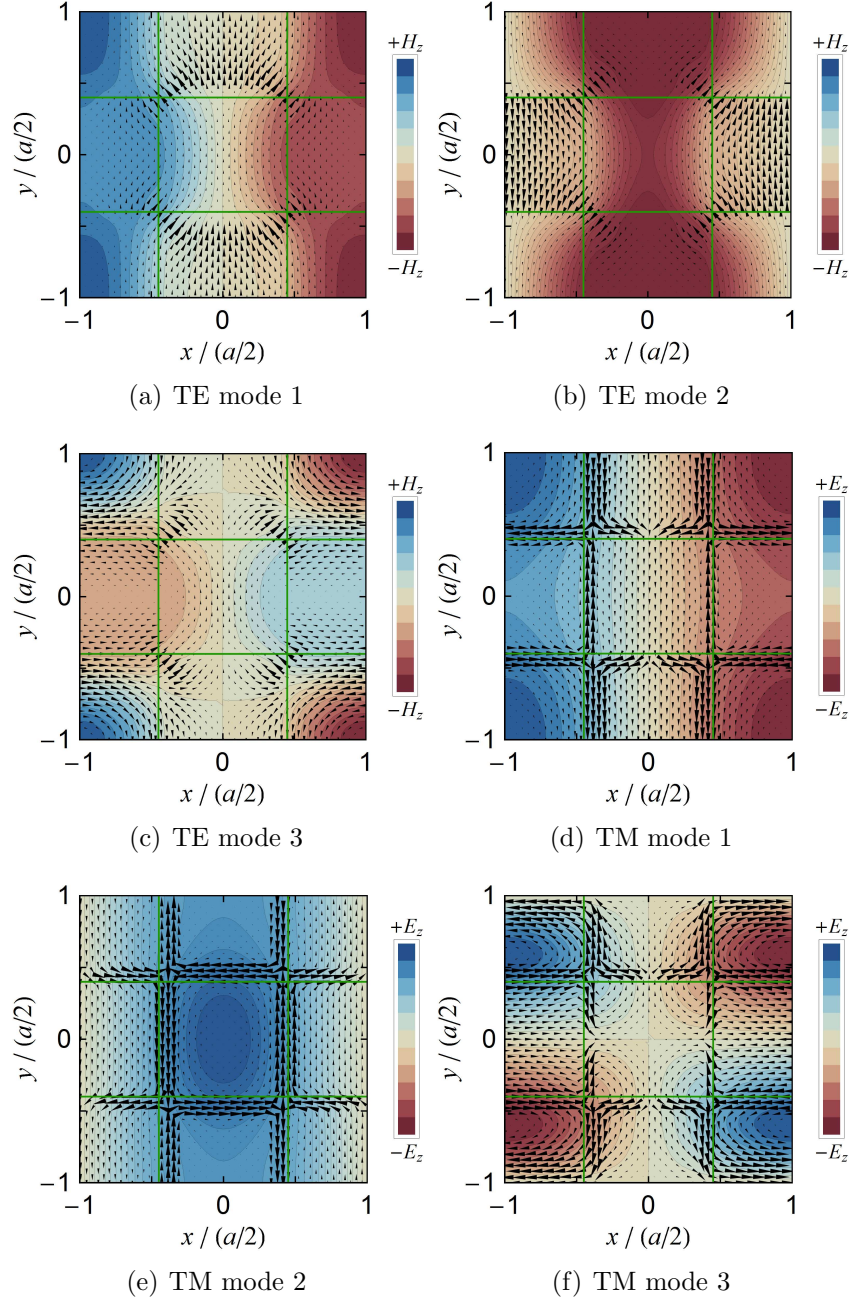 1
0
−1
y / (a/2)
−1 0 1
x / (a/2)
+Hz
−Hz
(a) TE mode 1
1
0
−1
y / (a/2)
−1 0 1
x / (a/2)
+Hz
−Hz
(b) TE mode 2
1
0
−1
y / (a/2)
−1 0 1
x / (a/2)
+Hz
−Hz
(c) TE mode 3
1
0
−1
y / (a/2)
−1 0 1
x / (a/2)
+Ez
−Ez
(d) TM mode 1
1
0
−1
y / (a/2)
−1 0 1
x / (a/2)
+Ez
−Ez
(e) TM mode 2
1
0
−1
y / (a/2)
−1 0 1
x / (a/2)
+Ez
−Ez
(f) TM mode 3